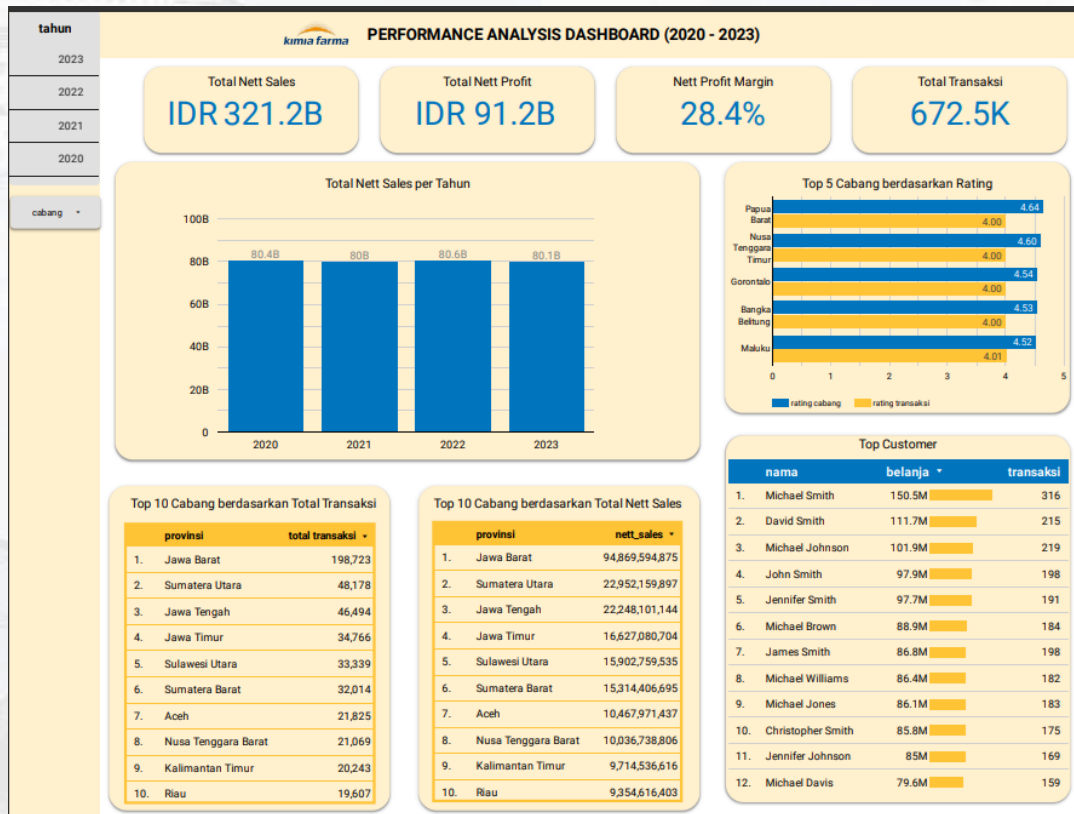 tahun
2023
2022
2021
2020
cabang
kimia farma
PERFORMANCE ANALYSIS DASHBOARD (2020 - 2023)
Total Nett Sales
IDR 321.2B
Total Nett Profit
IDR 91.2B
Nett Profit Margin
28.4%
Total Transaksi
672.5K
Total Nett Sales per Tahun
100B
80B
60B
40B
20B
0
80.4B 80B 80.6B 80.1B
2020 2021 2022 2023
Top 5 Cabang berdasarkan Rating
Papua
Barat
4.64
4.00
Nusa
Tenggara
Timur
4.60
4.00
Gorontalo
4.54
4.00
Bangka
Belitung
4.53
4.00
Maluku
4.52
4.01
0 1 2 3 4 5
rating cabang rating transaksi
Top 10 Cabang berdasarkan Total Transaksi
provinsi total transaksi
1. Jawa Barat 198,723
2. Sumatera Utara 48,178
3. Jawa Tengah 46,494
4. Jawa Timur 34,766
5. Sulawesi Utara 33,339
6. Sumatera Barat 32,014
7. Aceh 21,825
8. Nusa Tenggara Barat 21,069
9. Kalimantan Timur 20,243
10. Riau 19,607
Top 10 Cabang berdasarkan Total Nett Sales
provinsi nett_sales
1. Jawa Barat 94,869,594,875
2. Sumatera Utara 22,952,159,897
3. Jawa Tengah 22,248,101,144
4. Jawa Timur 16,627,080,704
5. Sulawesi Utara 15,902,759,535
6. Sumatera Barat 15,314,406,695
7. Aceh 10,467,971,437
8. Nusa Tenggara Barat 10,036,738,806
9. Kalimantan Timur 9,714,536,616
10. Riau 9,354,616,403
Top Customer
nama belanja transaksi
1. Michael Smith 150.5M 316
2. David Smith 111.7M 215
3. Michael Johnson 101.9M 219
4. John Smith 97.9M 198
5. Jennifer Smith 97.7M 191
6. Michael Brown 88.9M 184
7. James Smith 86.8M 198
8. Michael Williams 86.4M 182
9. Michael Jones 86.1M 183
10. Christopher Smith 85.8M 175
11. Jennifer Johnson 85M 169
12. Michael Davis 79.6M 159